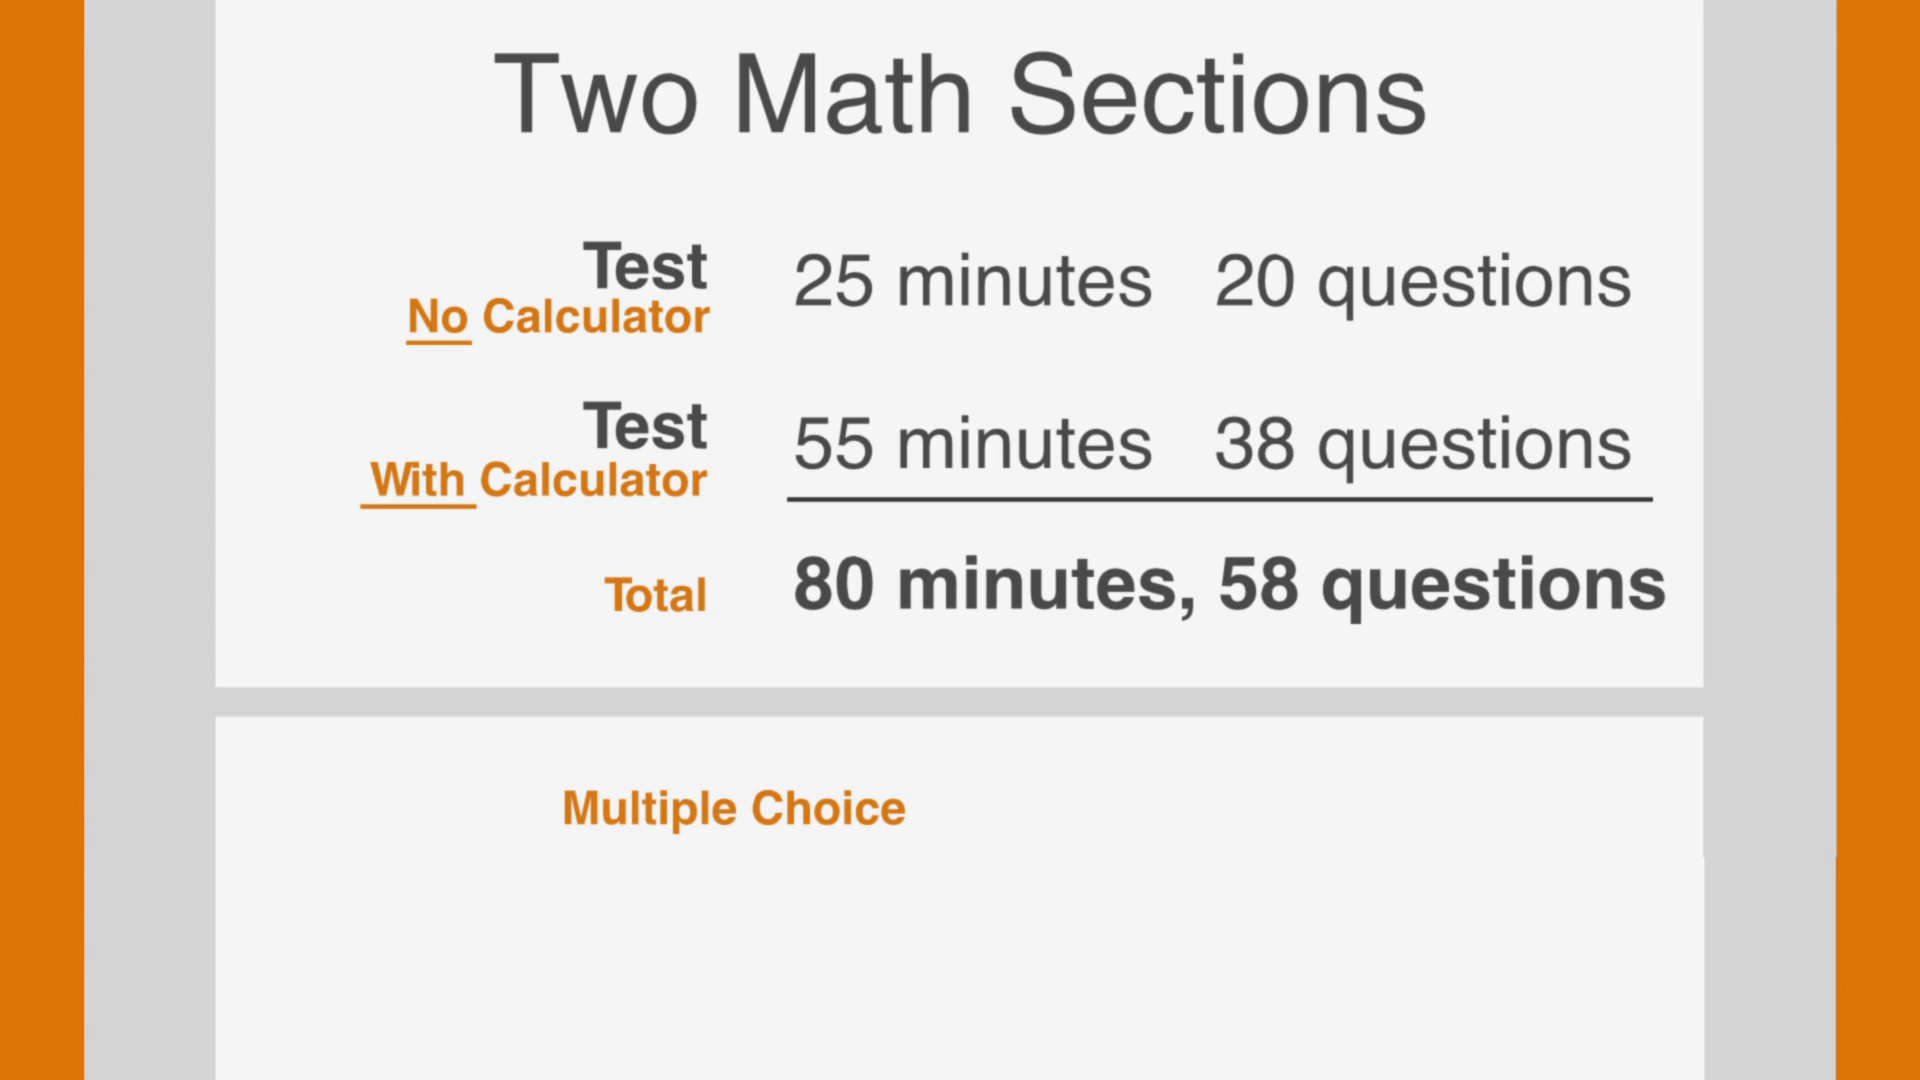 Two Math Sections
Test 25 minutes 20 questions
No Calculator
Test 55 minutes 38 questions
With Calculator
Total 80 minutes, 58 questions
Multiple Choice